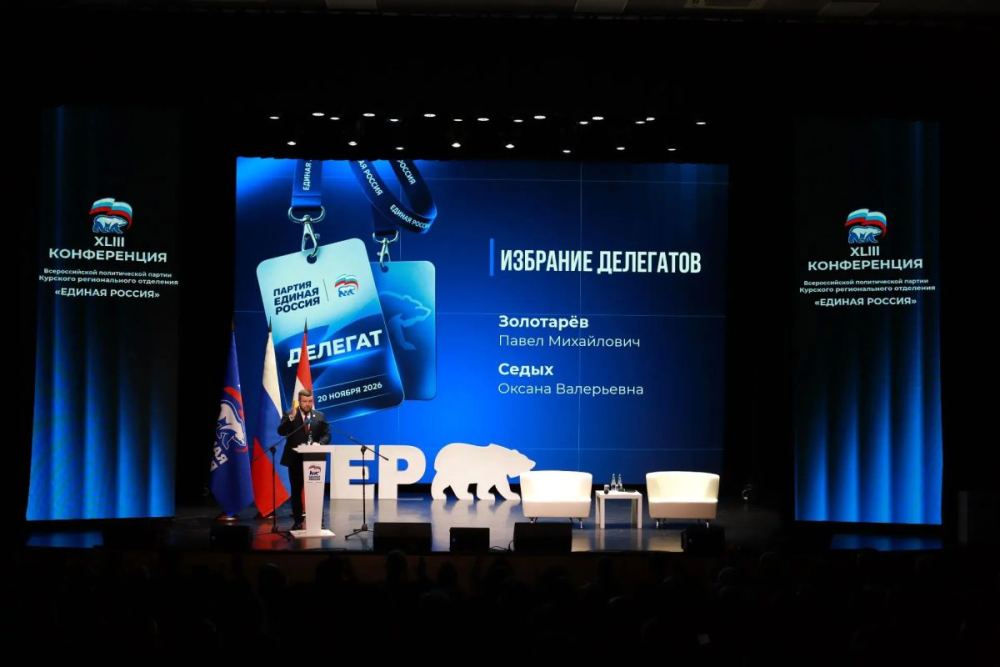 XLIII
КОНФЕРЕНЦИЯ
Всероссийской политической партии
Курского регионального отделения
«ЕДИНАЯ РОССИЯ»
ЕДИНАЯ РОССИЯ
РОССИЯ
ЕДИНАЯ РОССИЯ
ПАРТИЯ
ЕДИНАЯ
РОССИЯ
ДЕЛЕГАТ
20 НОЯБРЯ 2026
ИЗБРАНИЕ ДЕЛЕГАТОВ
Золотарёв
Павел Михайлович
Седых
Оксана Валерьевна
ЕР
XLIII
КОНФЕРЕНЦИЯ
Всероссийской политической партии
Курского регионального отделения
«ЕДИНАЯ РОССИЯ»